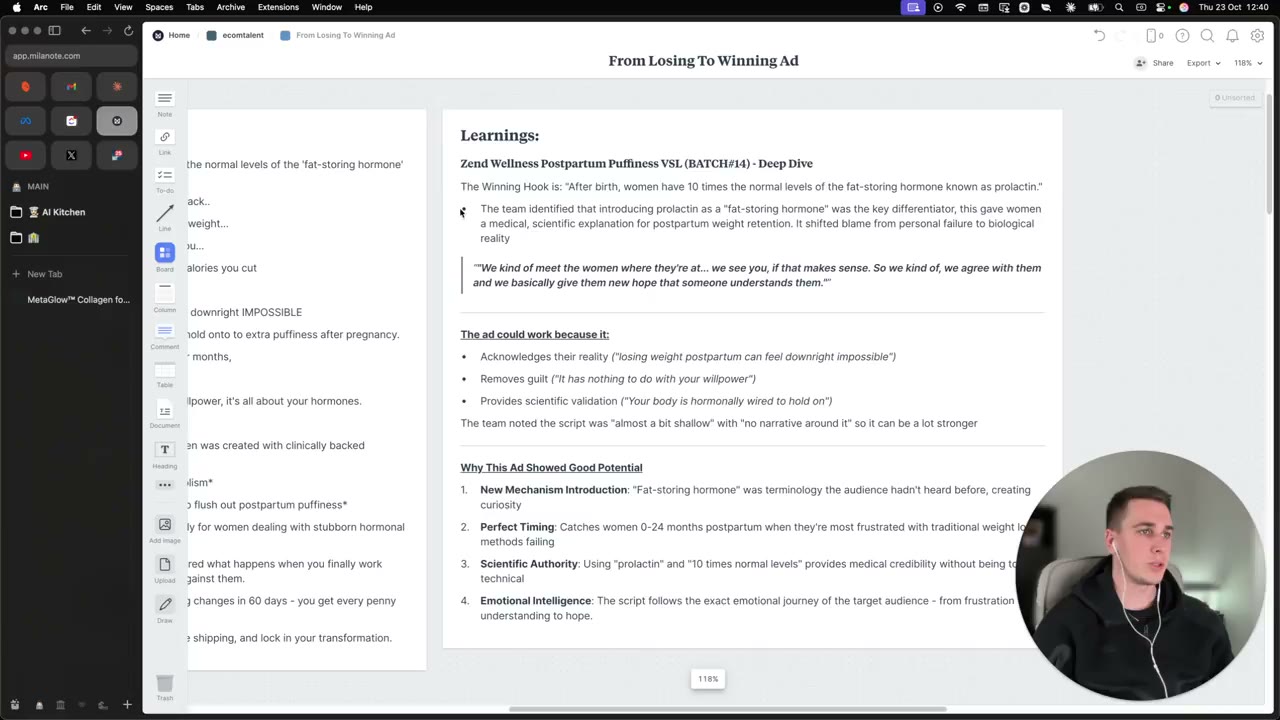 Arc File Edit View Spaces Tabs Archive Extensions Window Help
Thu 23 Oct 12:40
app.milanote.com
Home ecomtalent From Losing To Winning Ad
0
From Losing To Winning Ad
Share Export 118%
0 Unsorted
MAIN
AI Kitchen
New Tab
MetaGlow™ Collagen fo...
Note
Link
To-do
Line
Board
Column
Comment
Table
Document
Heading
Add image
Upload
Draw
Trash
the normal levels of the 'fat-storing hormone'
ack..
weight...
ou...
alories you cut
downright IMPOSSIBLE
hold onto to extra puffiness after pregnancy.
r months,
llpower, it's all about your hormones.
en was created with clinically backed
olism*
o flush out postpartum puffiness*
ly for women dealing with stubborn hormonal
red what happens when you finally work
gainst them.
g changes in 60 days - you get every penny
e shipping, and lock in your transformation.
Learnings:
Zend Wellness Postpartum Puffiness VSL (BATCH#14) - Deep Dive
The Winning Hook is: "After birth, women have 10 times the normal levels of the fat-storing hormone known as prolactin."
• The team identified that introducing prolactin as a "fat-storing hormone" was the key differentiator, this gave women
a medical, scientific explanation for postpartum weight retention. It shifted blame from personal failure to biological
reality
""We kind of meet the women where they're at... we see you, if that makes sense. So we kind of, we agree with them
and we basically give them new hope that someone understands them.""
The ad could work because it:
• Acknowledges their reality ("losing weight postpartum can feel downright impossible")
• Removes guilt ("It has nothing to do with your willpower")
• Provides scientific validation ("Your body is hormonally wired to hold on")
The team noted the script was "almost a bit shallow" with "no narrative around it" so it can be a lot stronger
Why This Ad Showed Good Potential
1. New Mechanism Introduction: "Fat-storing hormone" was terminology the audience hadn't heard before, creating
curiosity
2. Perfect Timing: Catches women 0-24 months postpartum when they're most frustrated with traditional weight lo
methods failing
3. Scientific Authority: Using "prolactin" and "10 times normal levels" provides medical credibility without being to
technical
4. Emotional Intelligence: The script follows the exact emotional journey of the target audience - from frustration
understanding to hope.
118%